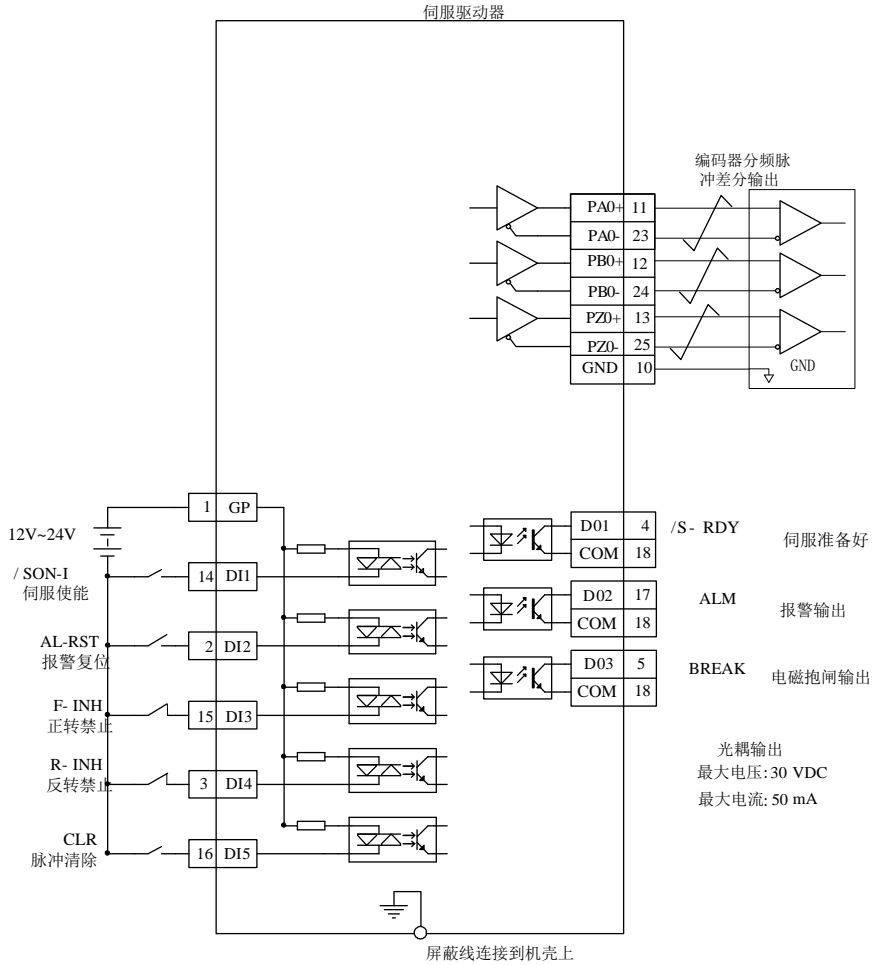 伺服驱动器
编码器分频脉
冲差分输出
PA0+ 11
PA0- 23
PB0+ 12
PB0- 24
PZ0+ 13
PZ0- 25
GND 10
GND
1 GP
12V~24V
/ SON-I
伺服使能
14 DI1
AL-RST
报警复位
2 DI2
F- INH
正转禁止
15 DI3
R- INH
反转禁止
3 DI4
CLR
脉冲清除
16 DI5
D01 4 /S- RDY
COM 18
伺服准备好
D02 17 ALM
COM 18
报警输出
D03 5 BREAK
COM 18
电磁抱闸输出
光耦输出
最大电压: 30 VDC
最大电流: 50 mA
屏蔽线连接到机壳上